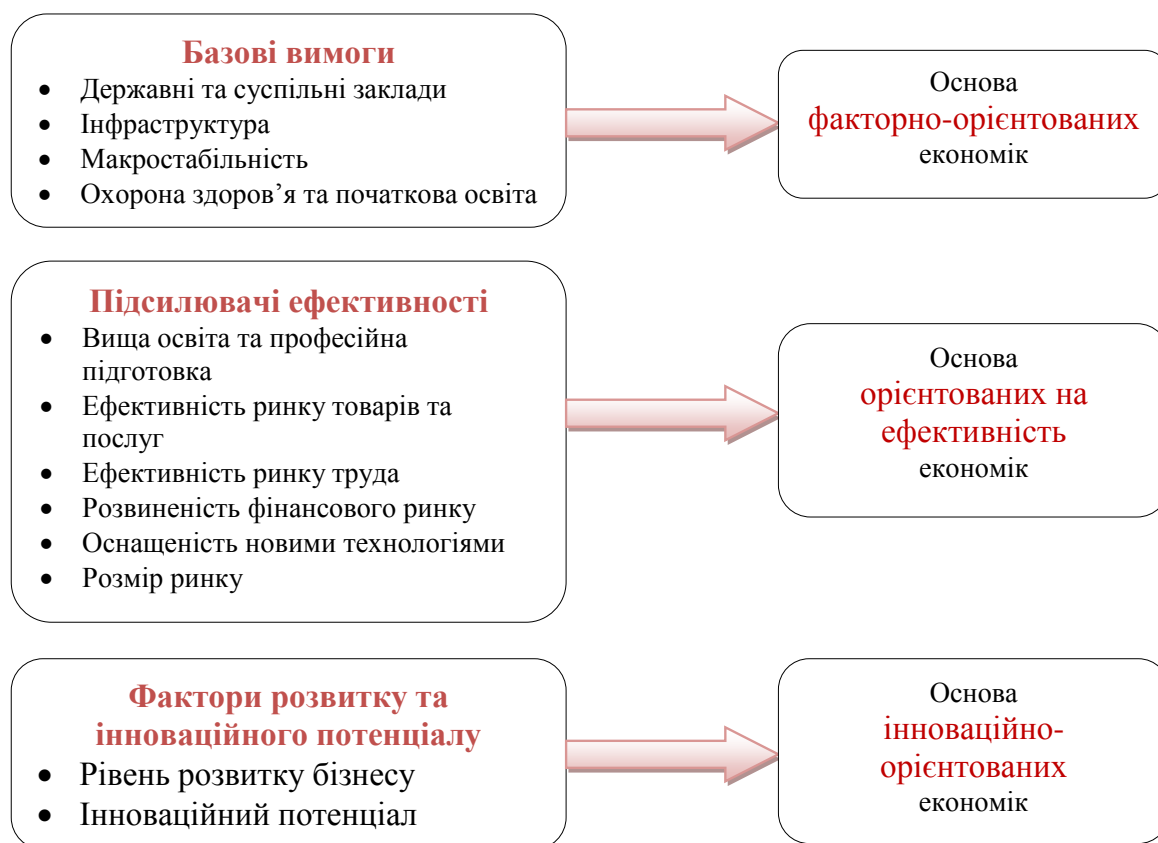 Базові вимоги
• Державні та суспільні заклади
• Інфраструктура
• Макростабільність
• Охорона здоров’я та початкова освіта
Основа
факторно-орієнтованих
економік
Підсилювачі ефективності
• Вища освіта та професійна
підготовка
• Ефективність ринку товарів та
послуг
• Ефективність ринку труда
• Розвиненість фінансового ринку
• Оснащеність новими технологіями
• Розмір ринку
Основа
орієнтованих на
ефективність
економік
Фактори розвитку та
інноваційного потенціалу
• Рівень розвитку бізнесу
• Інноваційний потенціал
Основа
інноваційно-
орієнтованих
економік